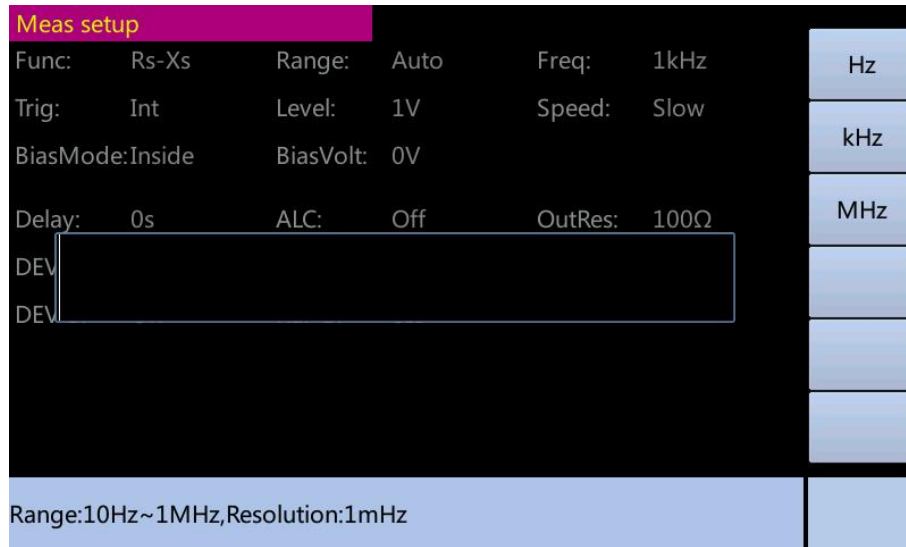 Meas setup
Func: Rs-Xs Range: Auto Freq: 1kHz
Trig: Int Level: 1V Speed: Slow
BiasMode:Inside BiasVolt: 0V
Delay: 0s ALC: Off OutRes: 100Ω
DEV
DEV
Hz
kHz
MHz
Range:10Hz~1MHz,Resolution:1mHz